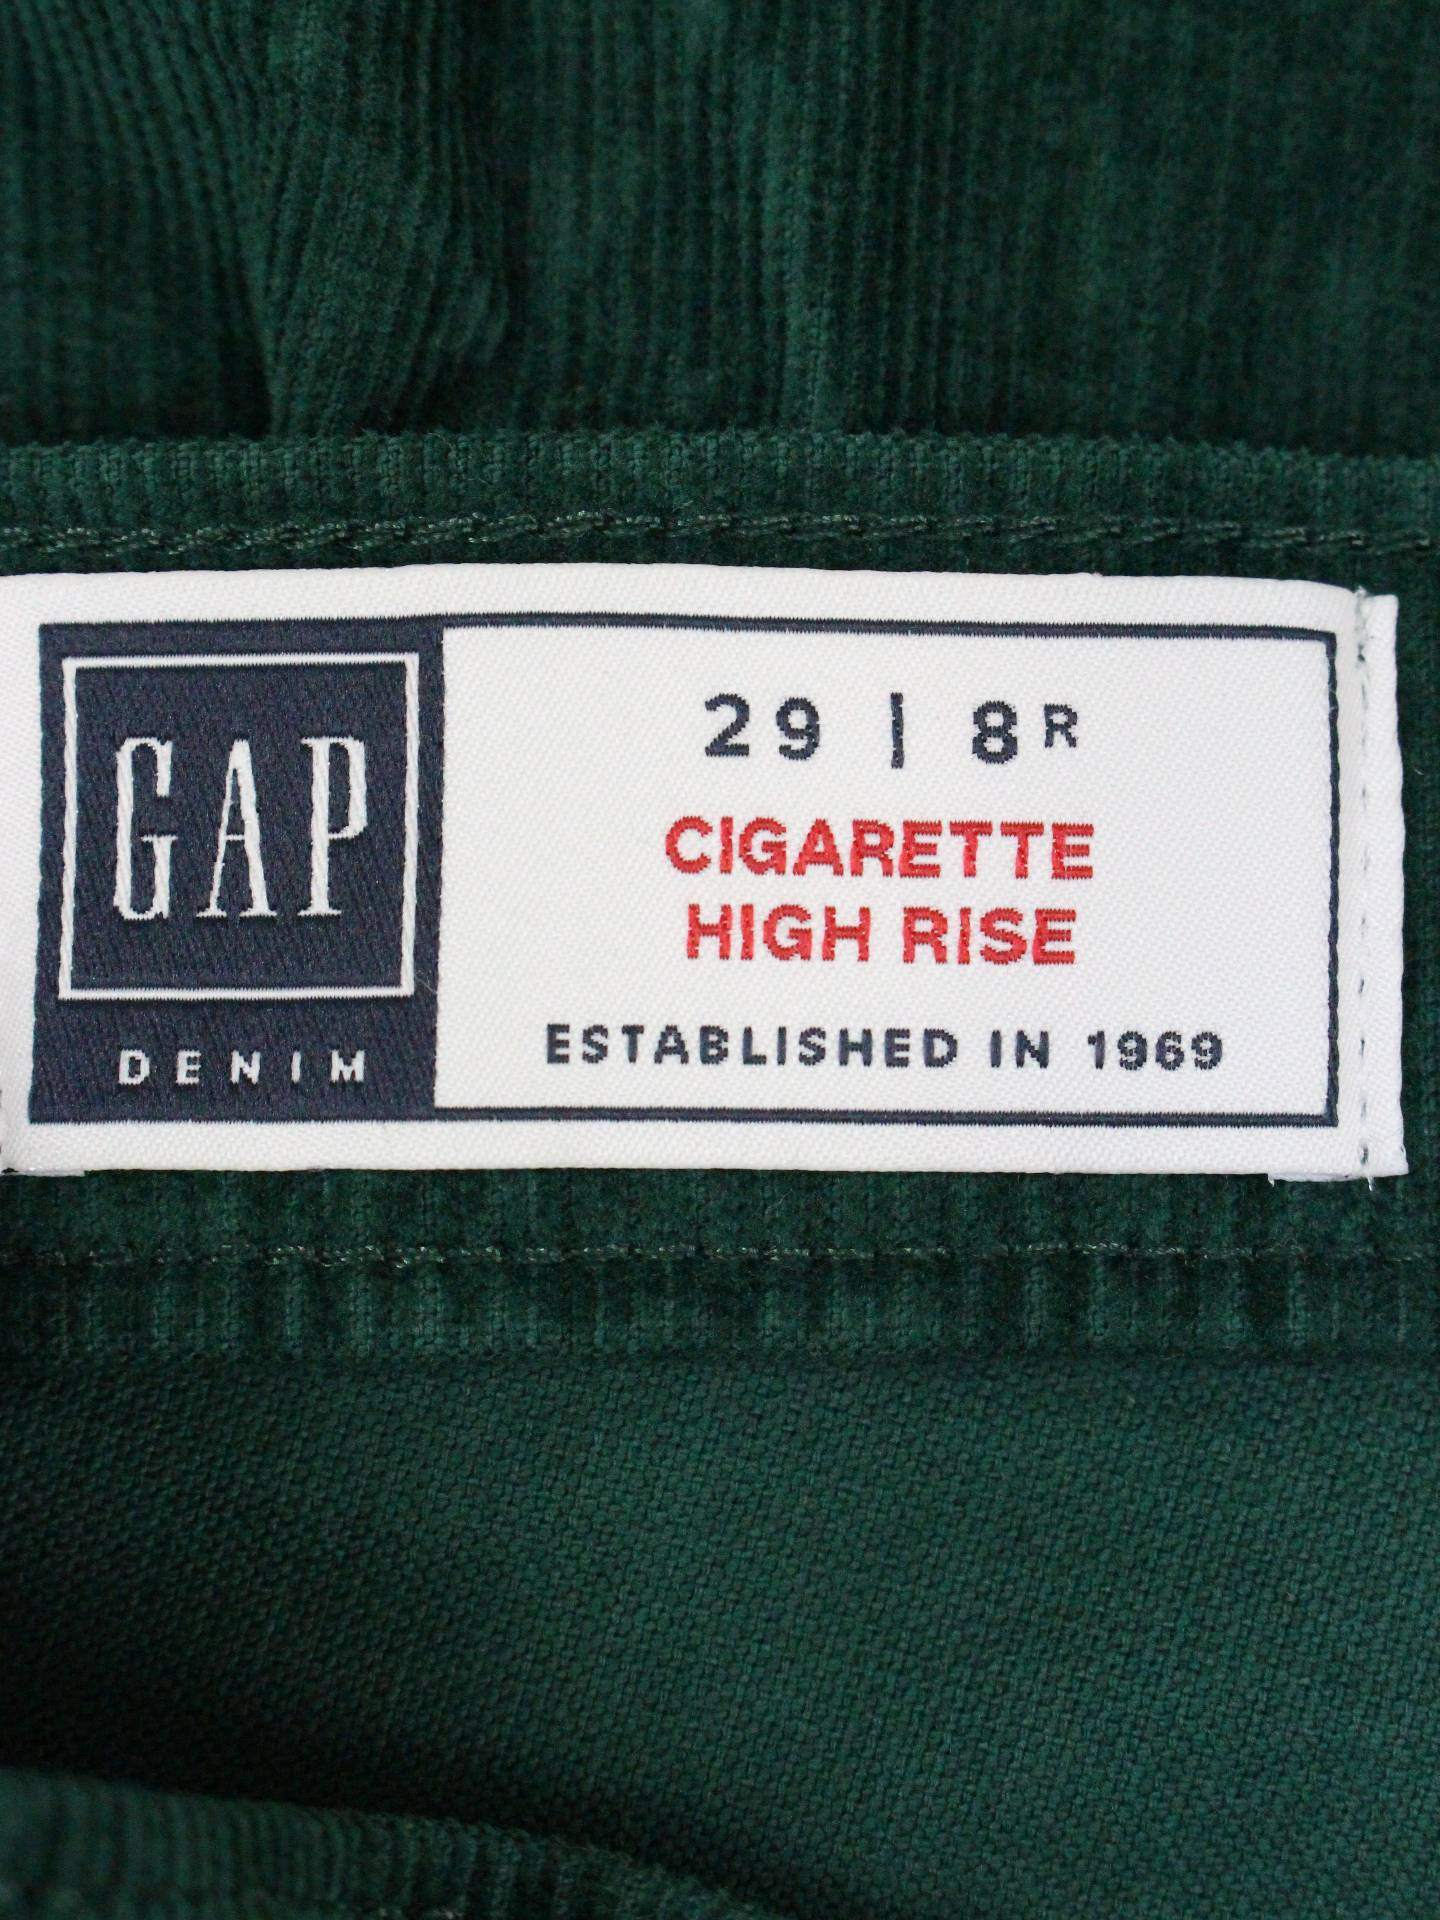 GAP
DENIM
29 | 8R
CIGARETTE
HIGH RISE
ESTABLISHED IN 1969